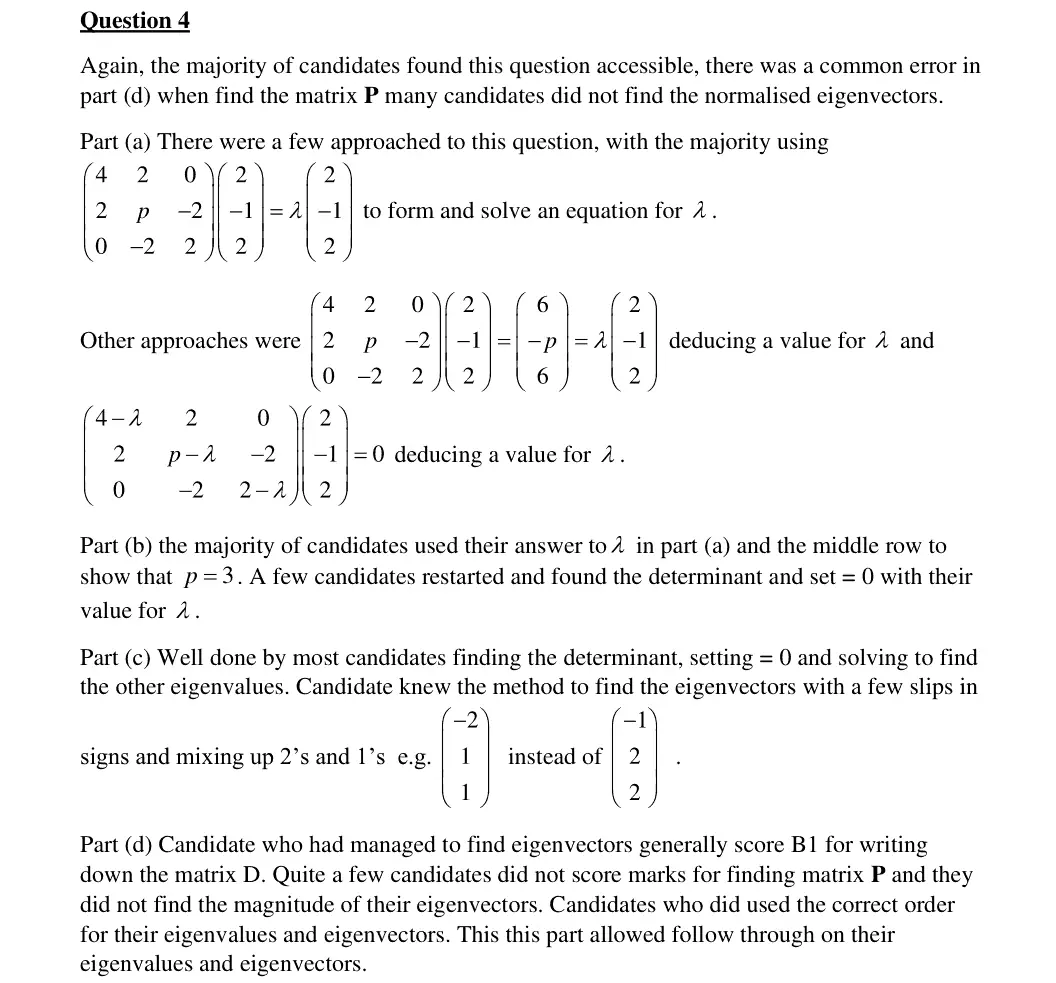 Question 4
Again, the majority of candidates found this question accessible, there was a common error in
part (d) when find the matrix P many candidates did not find the normalised eigenvectors.
Part (a) There were a few approached to this question, with the majority using
(4 2 0; 2 p −2; 0 −2 2)(2; −1; 2) = λ(2; −1; 2) to form and solve an equation for λ.
Other approaches were (4 2 0; 2 p −2; 0 −2 2)(2; −1; 2) = (6; −p; 6) = λ(2; −1; 2) deducing a value for λ and
(4−λ 2 0; 2 p−λ −2; 0 −2 2−λ)(2; −1; 2) = 0 deducing a value for λ.
Part (b) the majority of candidates used their answer to λ in part (a) and the middle row to
show that p = 3. A few candidates restarted and found the determinant and set = 0 with their
value for λ.
Part (c) Well done by most candidates finding the determinant, setting = 0 and solving to find
the other eigenvalues. Candidate knew the method to find the eigenvectors with a few slips in
signs and mixing up 2’s and 1’s e.g. (−2; 1; 1) instead of (−1; 2; 2).
Part (d) Candidate who had managed to find eigenvectors generally score B1 for writing
down the matrix D. Quite a few candidates did not score marks for finding matrix P and they
did not find the magnitude of their eigenvectors. Candidates who did used the correct order
for their eigenvalues and eigenvectors. This this part allowed follow through on their
eigenvalues and eigenvectors.